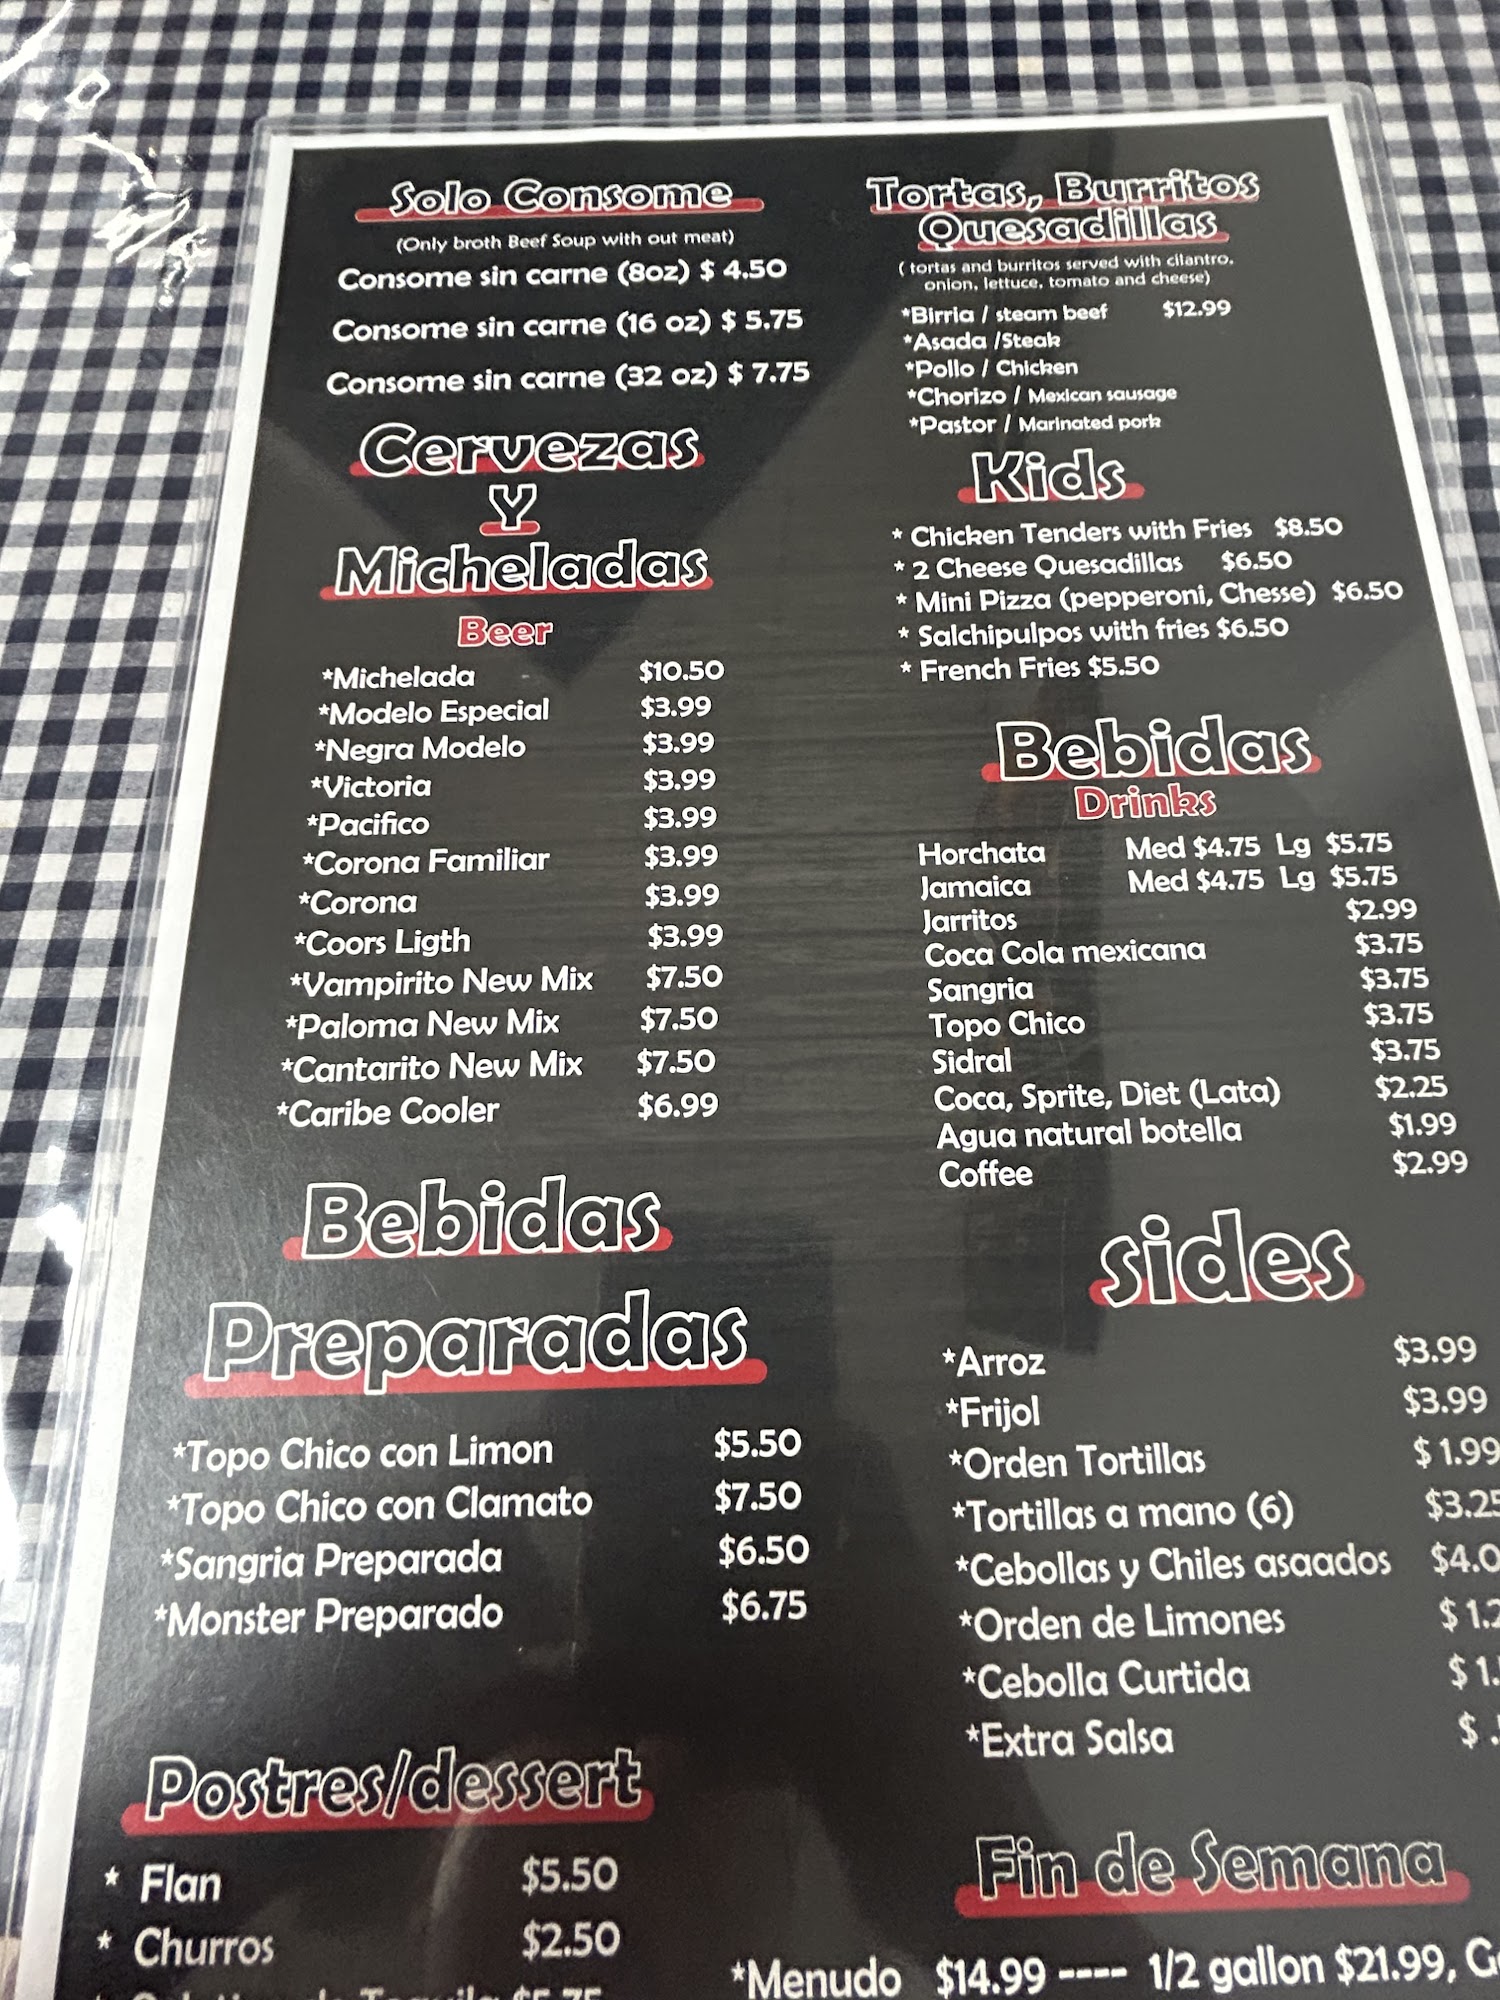 Solo Consome
(Only broth Beef Soup with out meat)
Consome sin carne (8oz) $ 4.50
Consome sin carne (16 oz) $ 5.75
Consome sin carne (32 oz) $ 7.75
Cervezas
Y
Micheladas
Beer
*Michelada $10.50
*Modelo Especial $3.99
*Negra Modelo $3.99
*Victoria $3.99
*Pacifico $3.99
*Corona Familiar $3.99
*Corona $3.99
*Coors Ligth $3.99
*Vampirito New Mix $7.50
*Paloma New Mix $7.50
*Cantarito New Mix $7.50
*Caribe Cooler $6.99
Bebidas
Preparadas
*Topo Chico con Limon $5.50
*Topo Chico con Clamato $7.50
*Sangria Preparada $6.50
*Monster Preparado $6.75
Postres/dessert
* Flan $5.50
* Churros $2.50
Tortas, Burritos
Quesadillas
( tortas and burritos served with cilantro,
onion, lettuce, tomato and cheese)
*Birria / steam beef $12.99
*Asada /Steak
*Pollo / Chicken
*Chorizo / Mexican sausage
*Pastor / Marinated pork
Kids
* Chicken Tenders with Fries $8.50
* 2 Cheese Quesadillas $6.50
* Mini Pizza (pepperoni, Chesse) $6.50
* Salchipulpos with fries $6.50
* French Fries $5.50
Bebidas
Drinks
Horchata Med $4.75 Lg $5.75
Jamaica Med $4.75 Lg $5.75
Jarritos $2.99
Coca Cola mexicana $3.75
Sangria $3.75
Topo Chico $3.75
Sidral $3.75
Coca, Sprite, Diet (Lata) $2.25
Agua natural botella $1.99
Coffee $2.99
sides
*Arroz $3.99
*Frijol $3.99
*Orden Tortillas $ 1.99
*Tortillas a mano (6) $3.25
*Cebollas y Chiles asaados $4.0
*Orden de Limones $ 1.2
*Cebolla Curtida $ 1.
*Extra Salsa $ .
Fin de Semana
*Menudo $14.99 ---- 1/2 gallon $21.99,